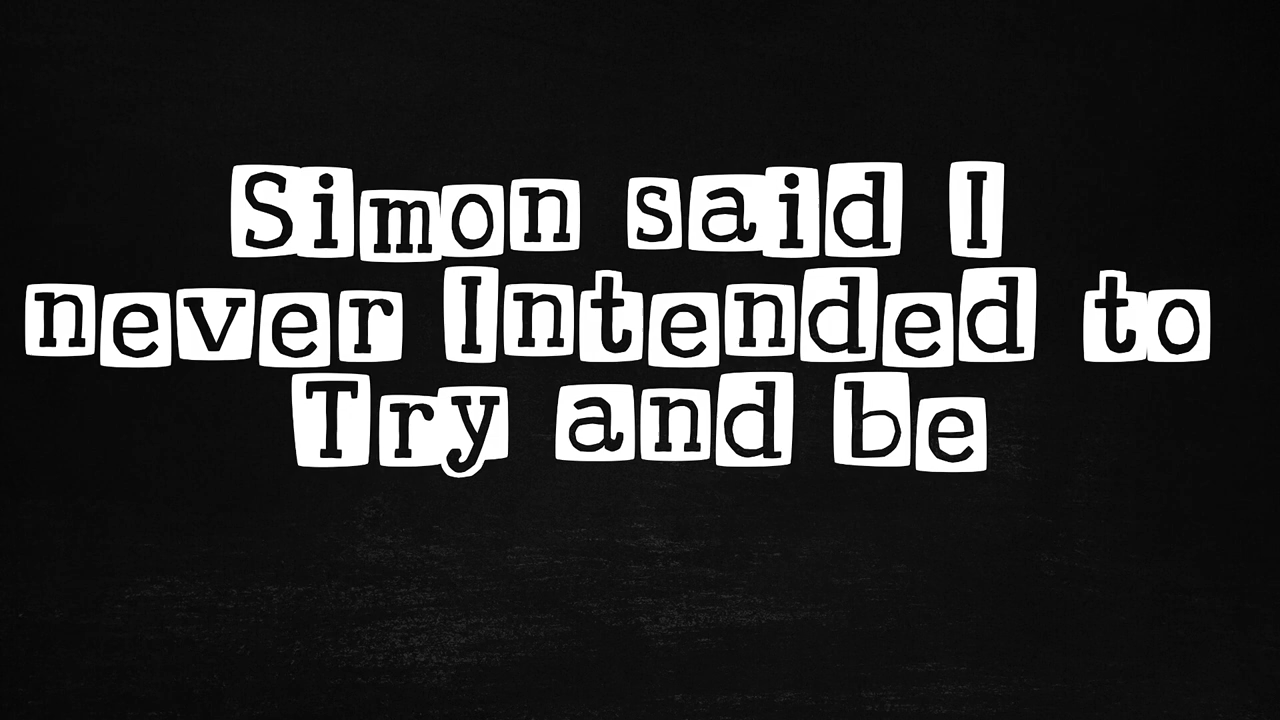 Simon said I
never Intended to
Try and be